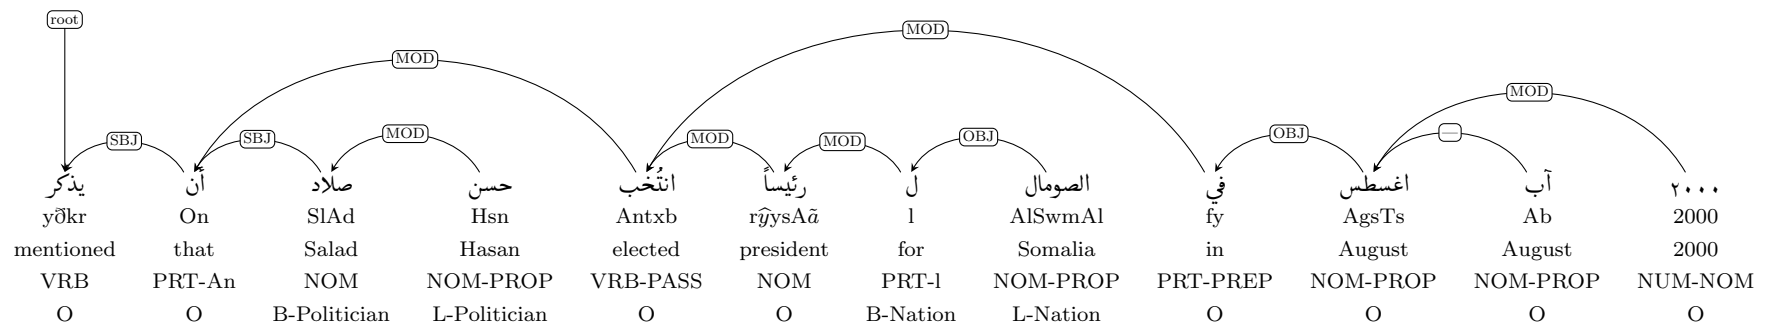 root
MOD
MOD
MOD
SBJ SBJ MOD MOD MOD OBJ OBJ —
يذكر أن صلاد حسن انتُخب رئيساً ل الصومال في اغسطس آب ٢٠٠٠
yðkr On SlAd Hsn Antxb rŷysAã l AlSwmAl fy AgsTs Ab 2000
mentioned that Salad Hasan elected president for Somalia in August August 2000
VRB PRT-An NOM NOM-PROP VRB-PASS NOM PRT-l NOM-PROP PRT-PREP NOM-PROP NOM-PROP NUM-NOM
O O B-Politician L-Politician O O B-Nation L-Nation O O O O